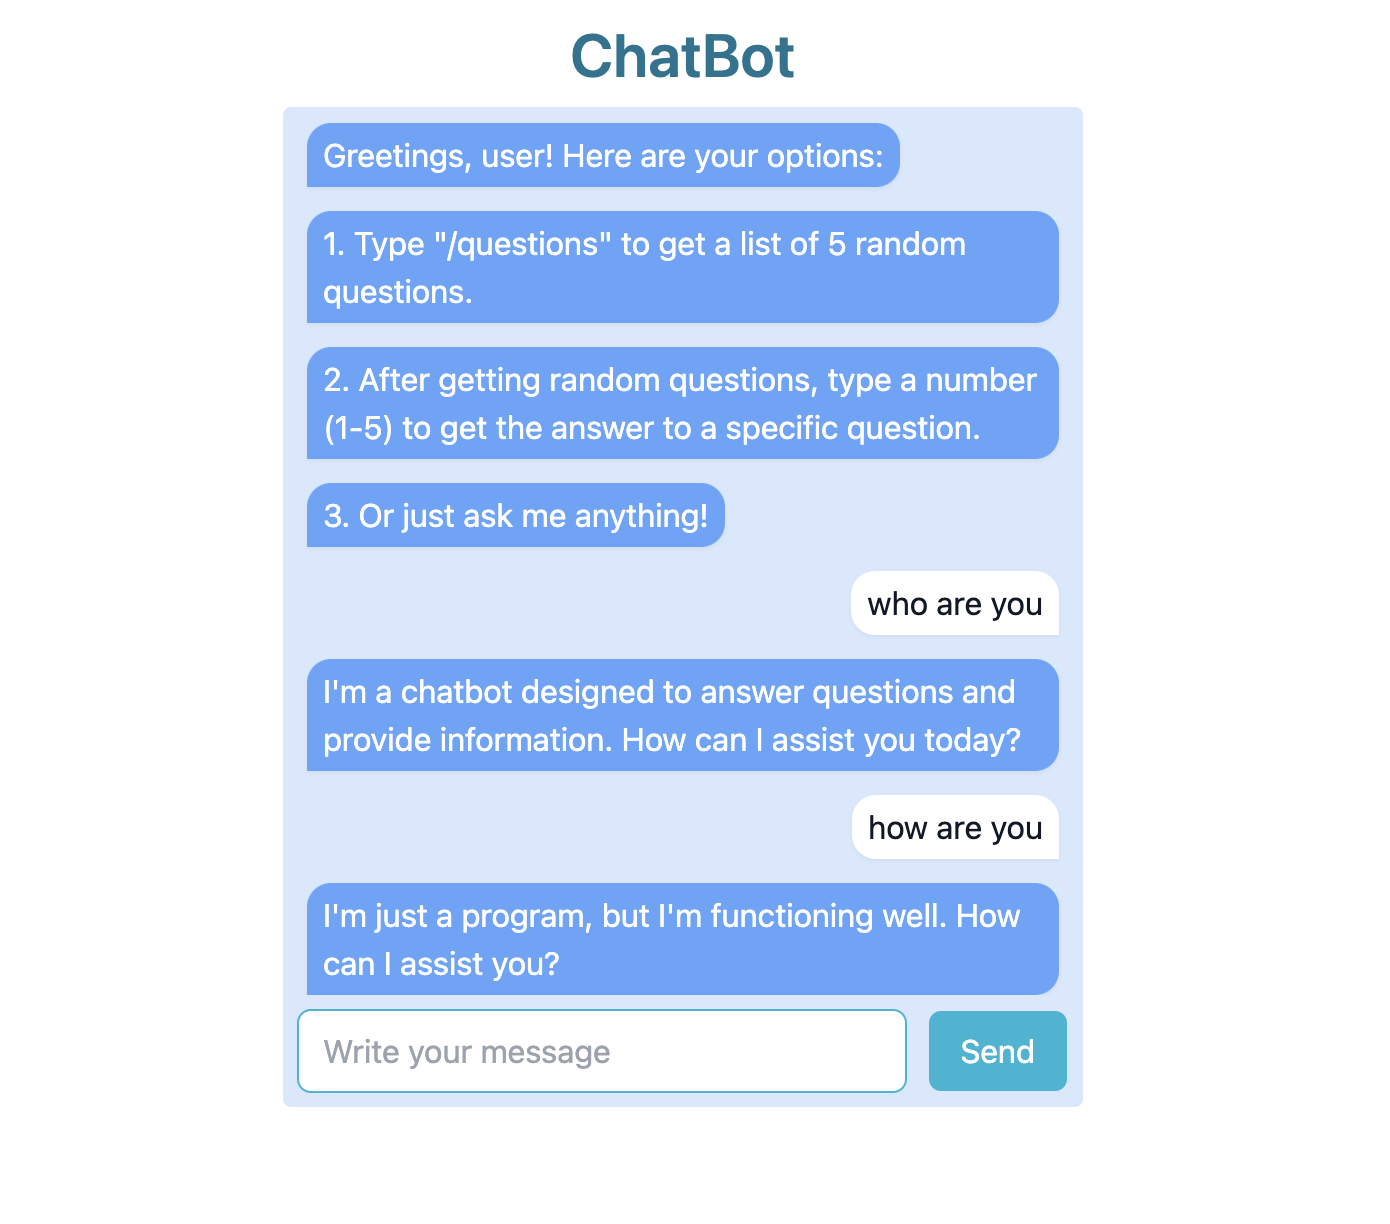 ChatBot
Greetings, user! Here are your options:
1. Type "/questions" to get a list of 5 random
questions.
2. After getting random questions, type a number
(1-5) to get the answer to a specific question.
3. Or just ask me anything!
who are you
I'm a chatbot designed to answer questions and
provide information. How can I assist you today?
how are you
I'm just a program, but I'm functioning well. How
can I assist you?
Write your message
Send